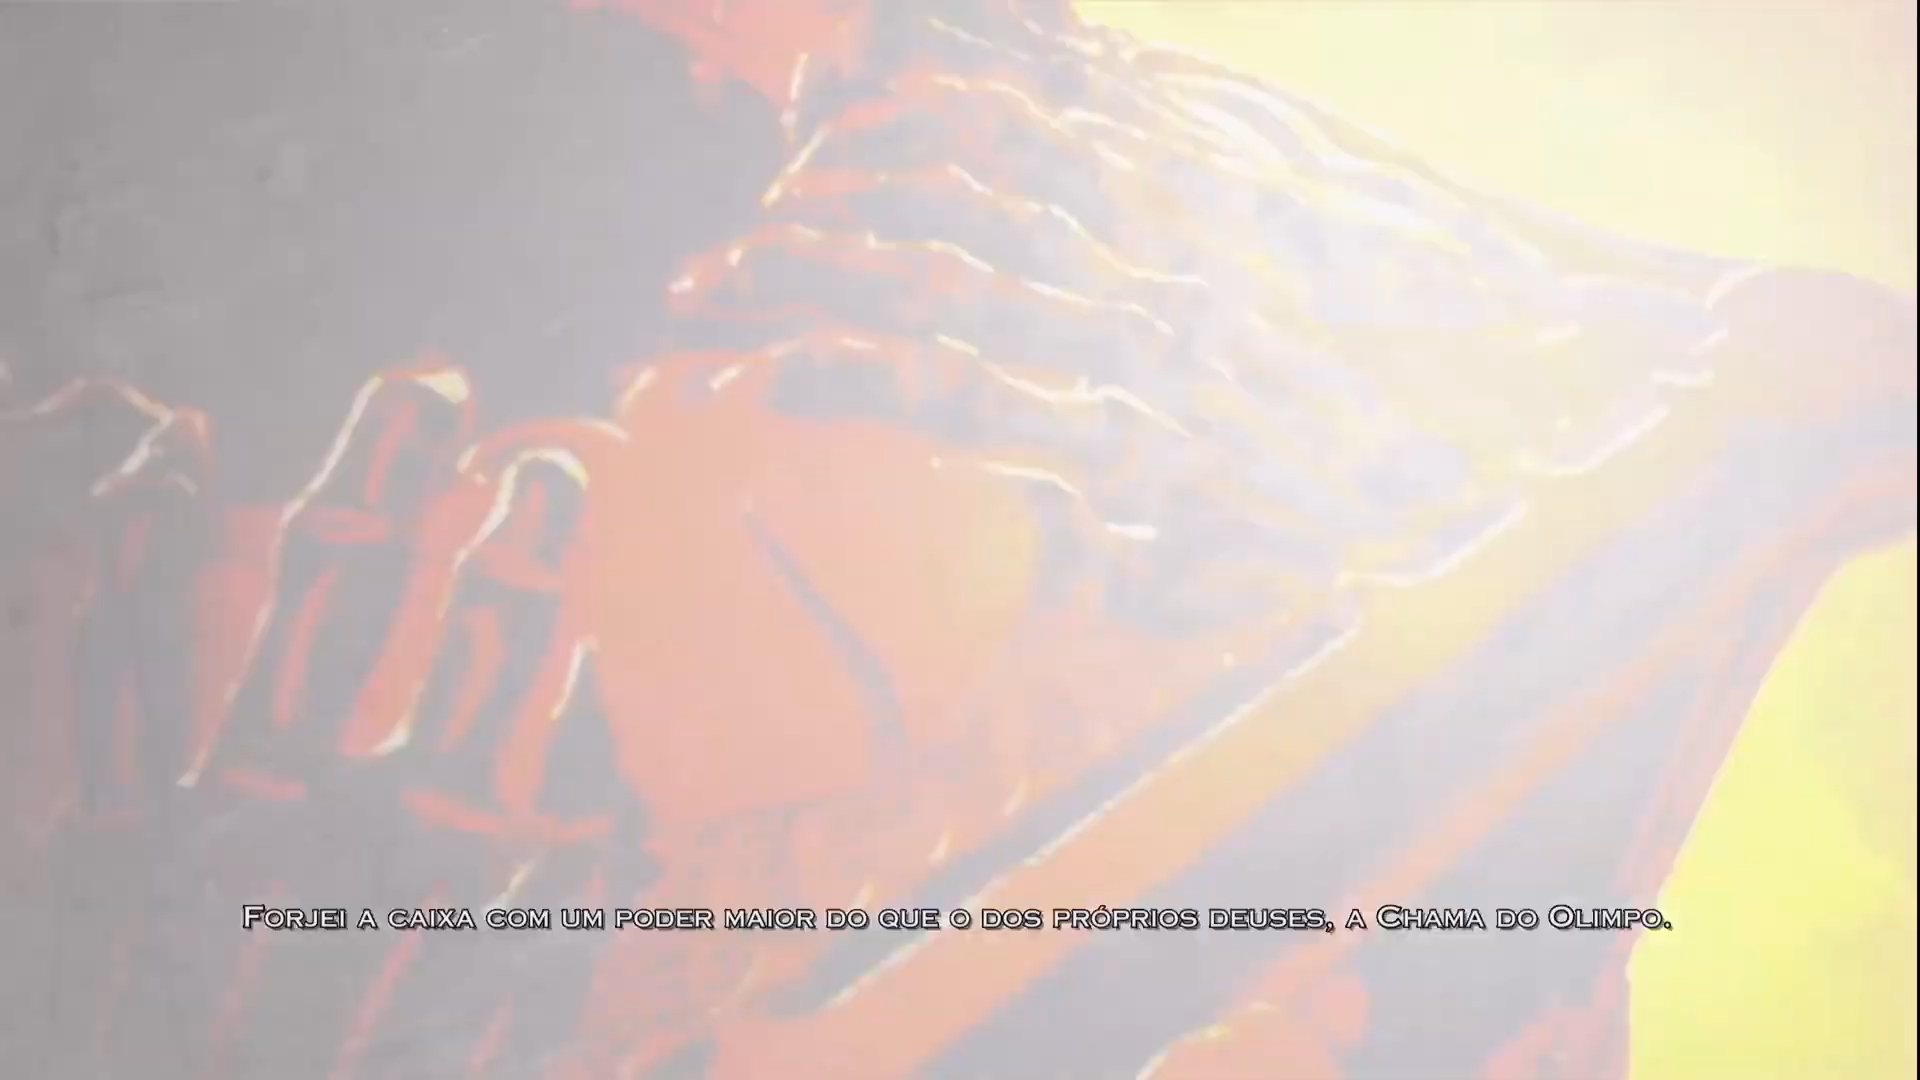 Forjei a caixa com um poder maior do que o dos próprios deuses, a Chama do Olimpo.